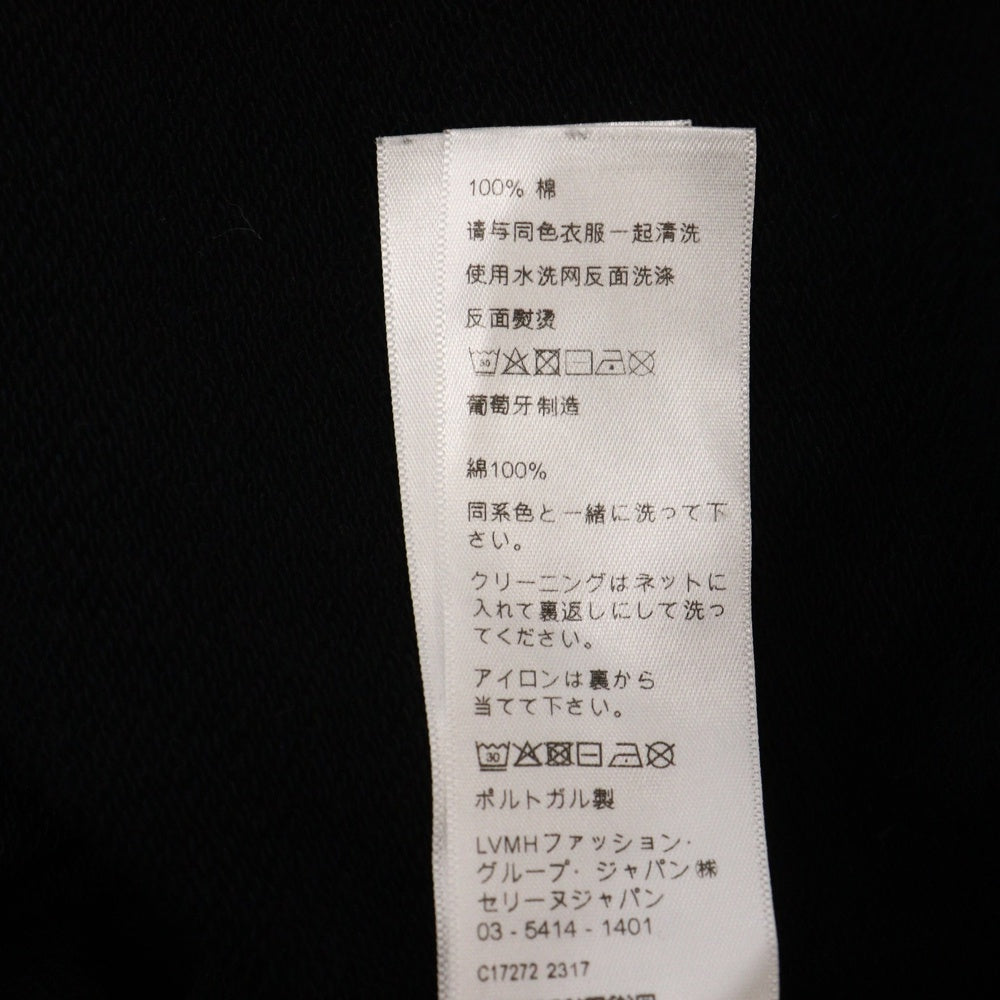 100% 棉
请与同色衣服一起清洗
使用水洗网反面洗涤
反面熨烫
30
葡萄牙制造
綿100%
同系色と一緒に洗って下
さい。
クリーニングはネットに
入れて裏返しにして洗っ
てください。
アイロンは裏から
当てて下さい。
30
ポルトガル製
LVMHファッション·
グループ· ジャパン㈱
セリーヌジャパン
03 - 5414 - 1401
C17272 2317